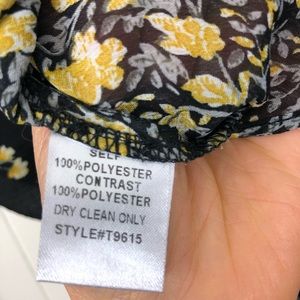 SELF
100%POLYESTER
CONTRAST
100%POLYESTER
DRY CLEAN ONLY
STYLE#T9615